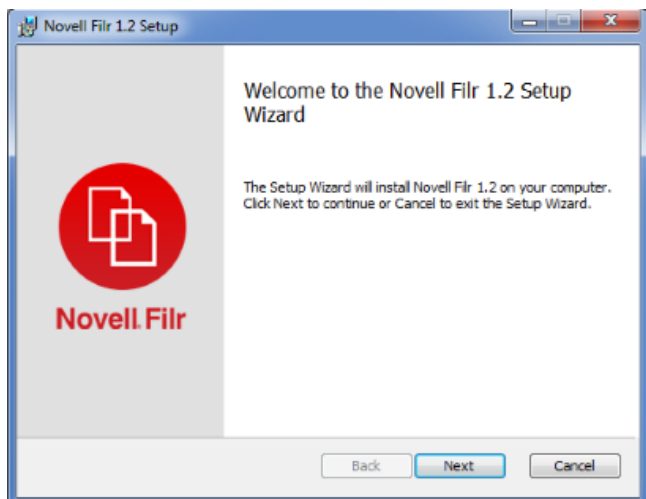 Novell Filr 1.2 Setup
Welcome to the Novell Filr 1.2 Setup
Wizard
The Setup Wizard will install Novell Filr 1.2 on your computer.
Click Next to continue or Cancel to exit the Setup Wizard.
Novell. Filr
Back
Next
Cancel